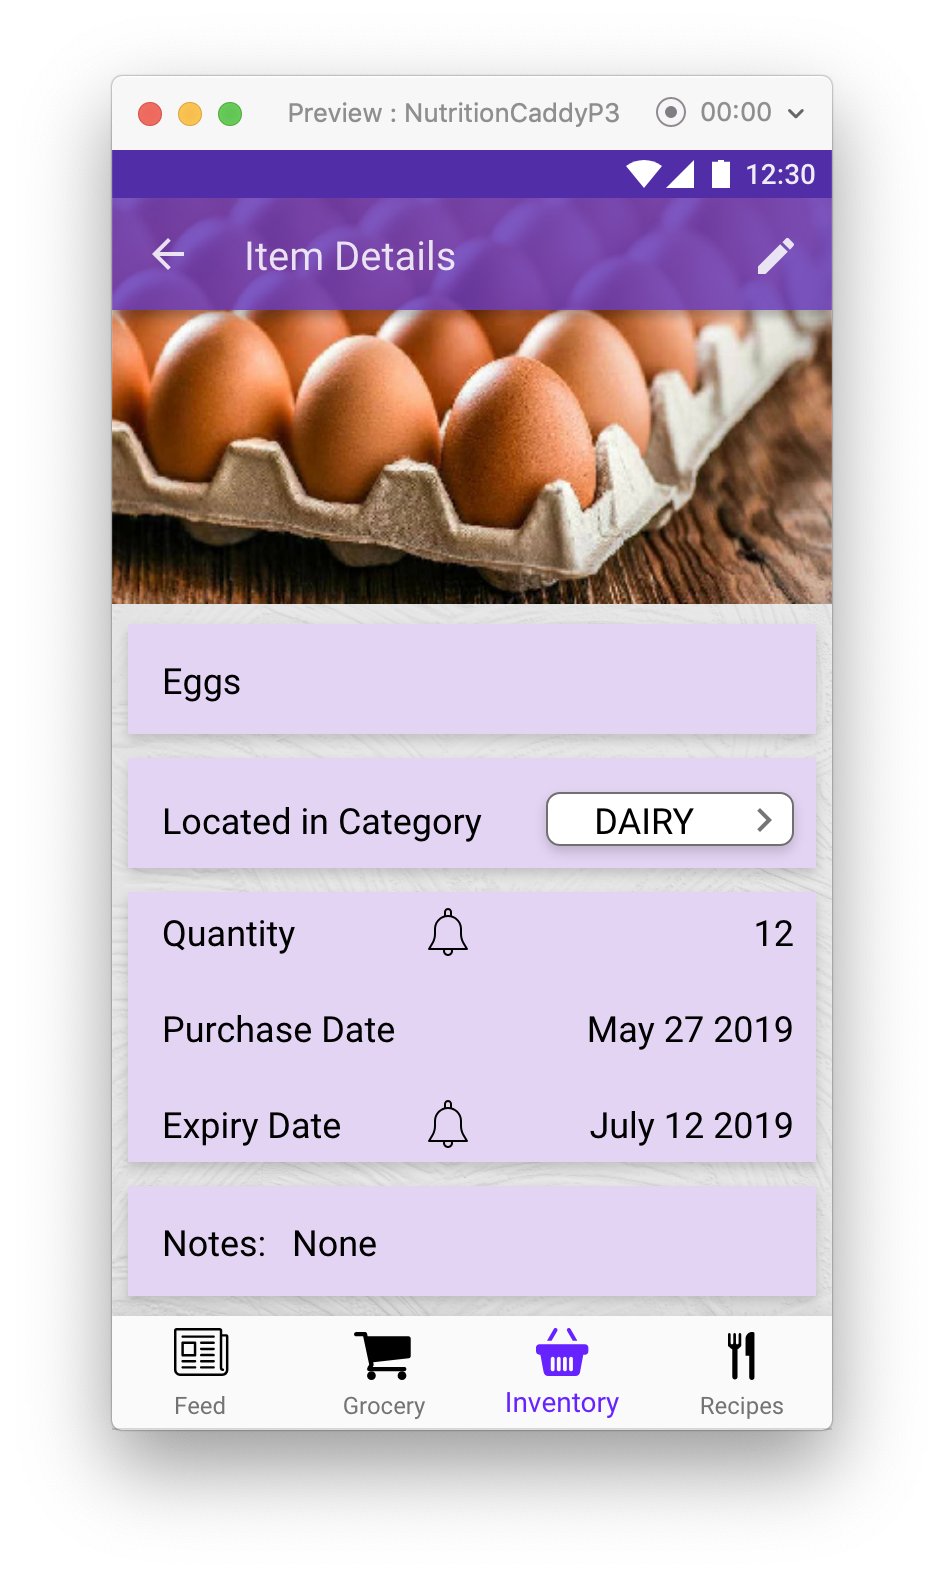 Preview : NutritionCaddyP3 00:00
12:30
Item Details
Eggs
Located in Category DAIRY
Quantity 12
Purchase Date May 27 2019
Expiry Date July 12 2019
Notes: None
Feed Grocery Inventory Recipes